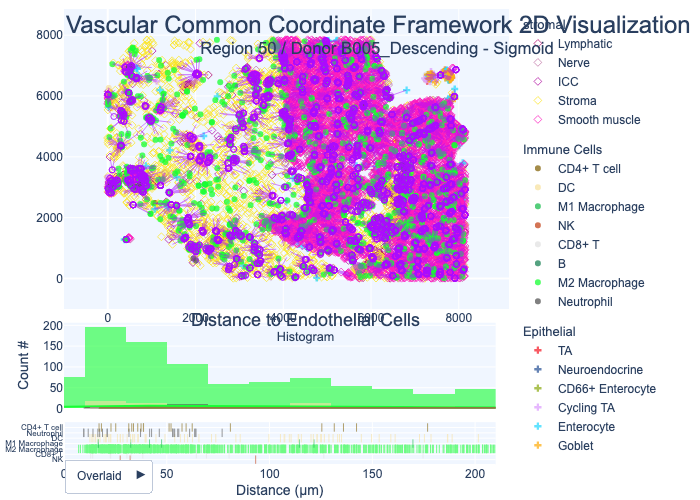 Vascular Common Coordinate Framework 2D Visualization
Region 50 / Donor B005_Descending - Sigmoid
8000
6000
4000
2000
0
0
2000
4000
6000
8000
stromal
Lymphatic
Nerve
ICC
Stroma
Smooth muscle
Immune Cells
CD4+ T cell
DC
M1 Macrophage
NK
CD8+ T
B
M2 Macrophage
Neutrophil
Epithelial
TA
Neuroendocrine
CD66+ Enterocyte
Cycling TA
Enterocyte
Goblet
Distance to Endothelial Cells
Histogram
Count #
200
150
100
50
0
CD4+ T cell
Neutrophil
DC
M1 Macrophage
M2 Macrophage
CD8+ T
NK
0
50
100
150
200
Distance (μm)
Overlaid ►